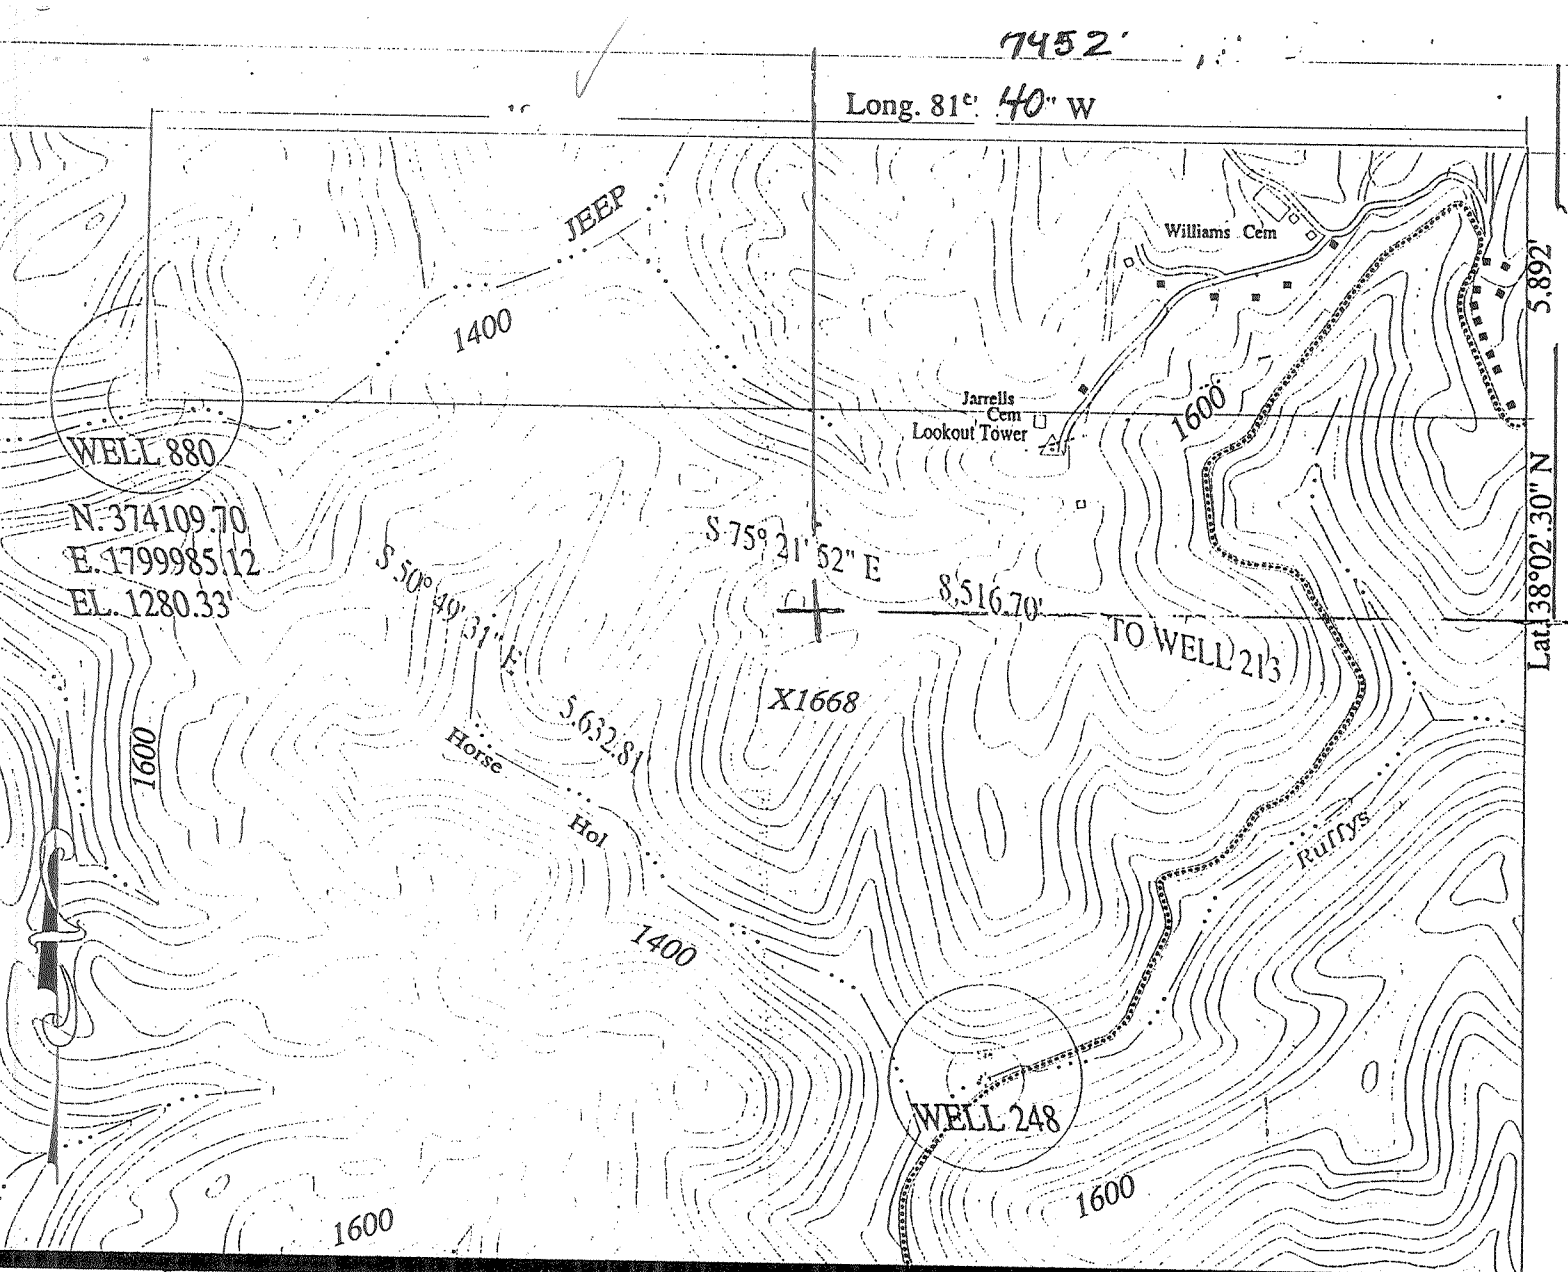 7452'
Long. 81° 40" W
JEEP
Williams Cem
1400
5,892'
Jarrells
Cem
Lookout Tower
1600
WELL 880
N. 374109.70
E. 1799985.12
EL. 1280.33'
S 75° 21' 52" E
8,516.70'
TO WELL 213
Lat. 38°02'.30" N
S 50° 49' 31" E
5,632.81'
X1668
1600
Horse
Hol
Ruffys
1400
WELL 248
1600
1600